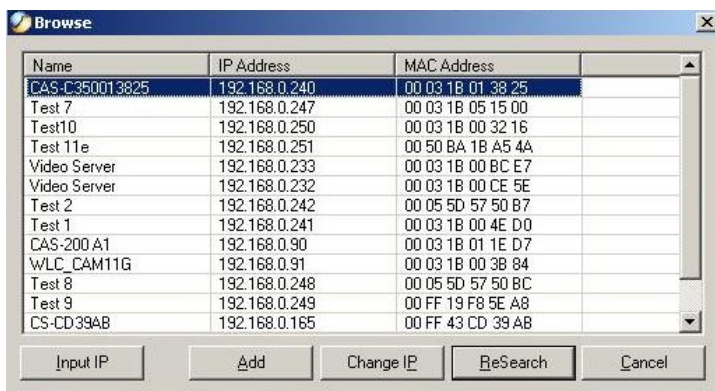 Browse
Name IP Address MAC Address
CAS-C350013825 192.168.0.240 00 03 1B 01 38 25
Test 7 192.168.0.247 00 03 1B 05 15 00
Test10 192.168.0.250 00 03 1B 00 32 16
Test 11e 192.168.0.251 00 50 BA 1B A5 4A
Video Server 192.168.0.233 00 03 1B 00 BC E7
Video Server 192.168.0.232 00 03 1B 00 CE 5E
Test 2 192.168.0.242 00 05 5D 57 50 B7
Test 1 192.168.0.241 00 03 1B 00 4E D0
CAS-200 A1 192.168.0.90 00 03 1B 01 1E D7
WLC_CAM11G 192.168.0.91 00 03 1B 00 3B 84
Test 8 192.168.0.248 00 05 5D 57 50 BC
Test 9 192.168.0.249 00 FF 19 F8 5E A8
CS-CD39AB 192.168.0.165 00 FF 43 CD 39 AB
Input IP Add Change IP ReSearch Cancel